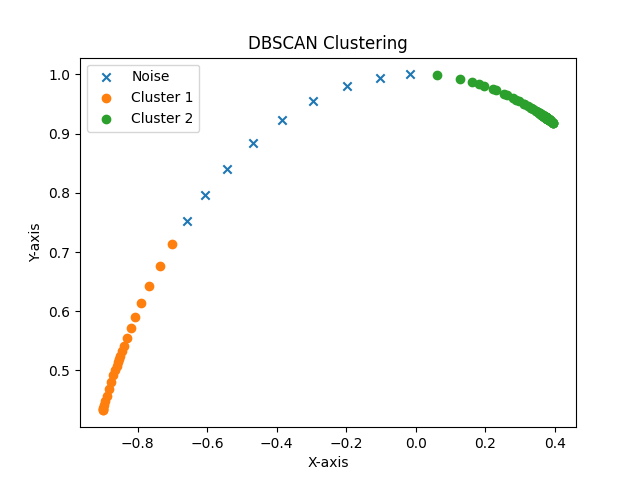 DBSCAN Clustering
Noise
Cluster 1
Cluster 2
1.0
0.9
0.8
0.7
0.6
0.5
Y-axis
−0.8 −0.6 −0.4 −0.2 0.0 0.2 0.4
X-axis